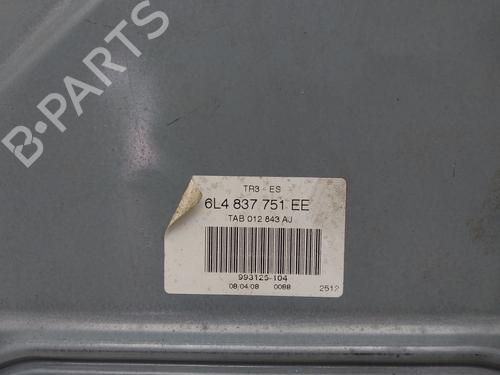 B-PARTS
TR3 - ES
6L4 837 751 EE
TAB 012 843 AJ
993125-104
08/04/08 0088 2512